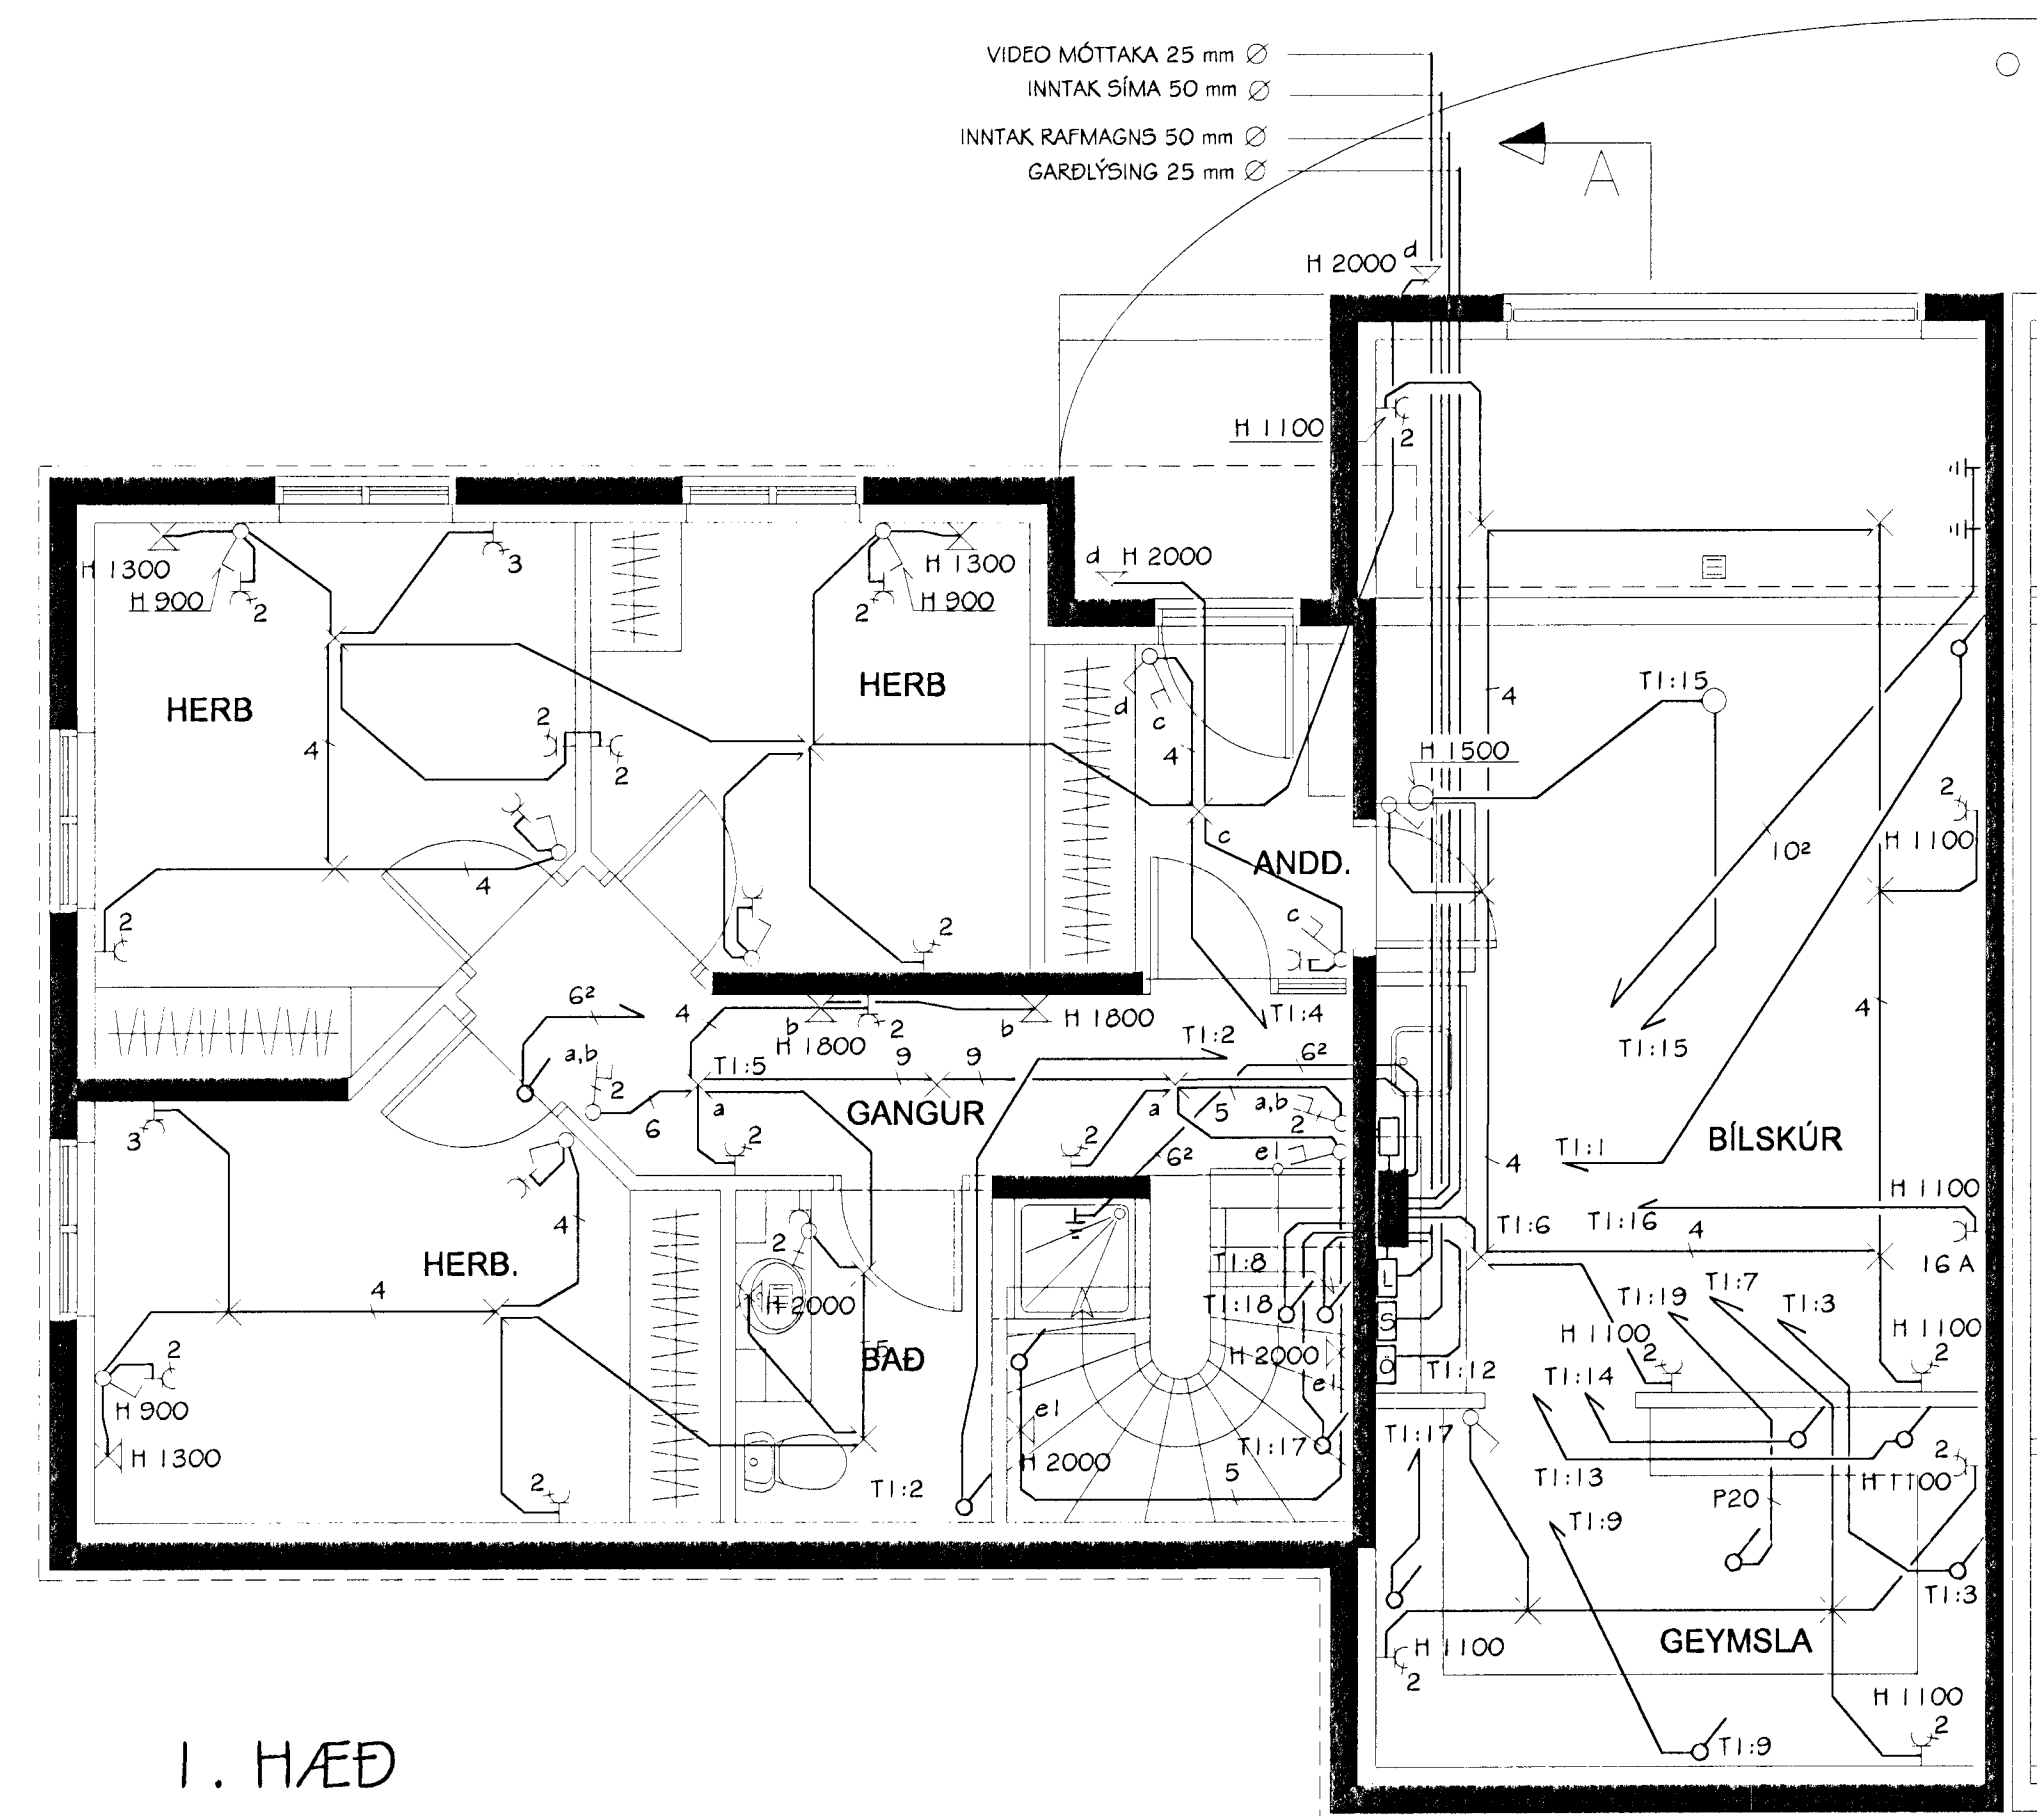 VIDEO MÓTTAKA 25 mm Ø
INNTAK SÍMA 50 mm Ø
INNTAK RAFMAGNS 50 mm Ø
GARÐLÝSING 25 mm Ø
A
H 2000 d
H 1100
2
H 1300
H 900
2
3
H 1300
H 900
2
d H 2000
HERB
HERB
4
2
2
d
c
4
T1:15
4
H 1500
10²
2
H 1100
c
ANDD.
4
2
2
c
6²
4
b
2
b
H 1800
H 1800
T1:4
T1:2
T1:15
4
a,b
T1:5
9
9
6²
2
6
a
GANGUR
a
5
a,b
2
3
2
2
6²
e1
T1:1
4
BÍLSKÚR
H 1100
4
T1:6
T1:16
4
16 A
HERB.
2
T1:8
L
H 2000
T1:18
S
T1:19
T1:7
T1:3
4
H 1100
2
H 1100
2
5
BAÐ
H 2000
e1
Ö
T1:12
T1:14
2
H 900
e1
T1:17
T1:17
H 1300
H 2000
5
T1:13
2
H 1100
2
T1:2
P20
T1:9
T1:3
H 1100
2
GEYMSLA
H 1100
2
T1:9
1. HÆÐ